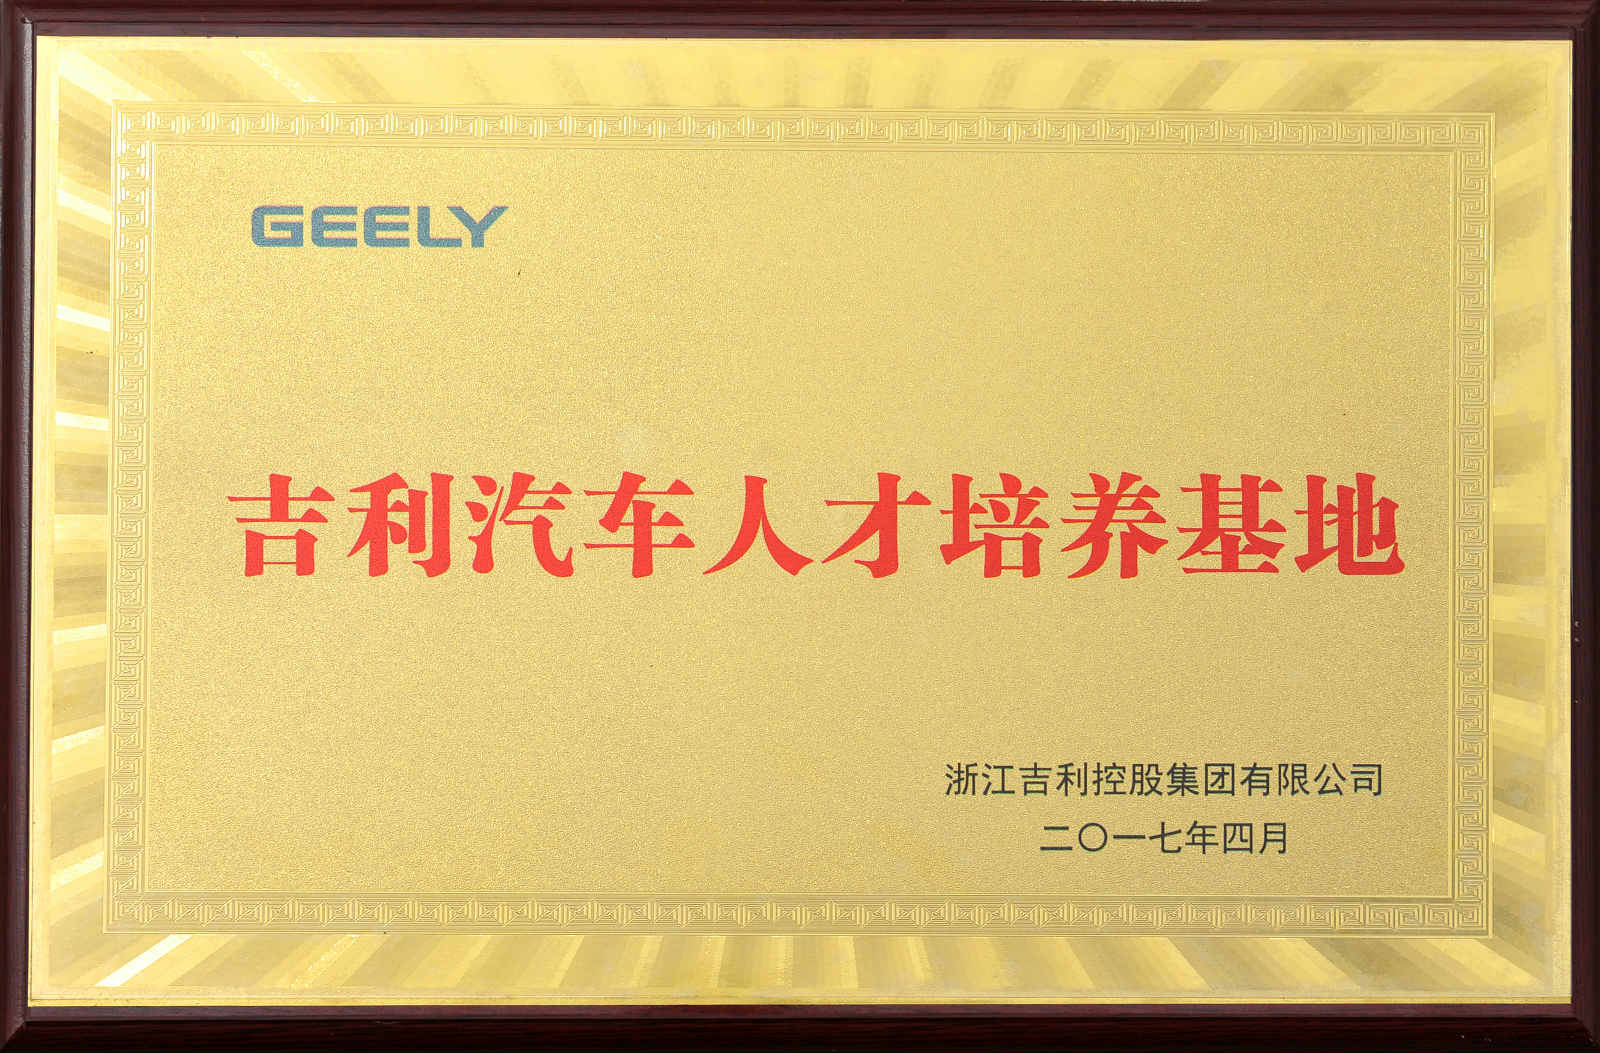 GEELY
吉利汽车人才培养基地
浙江吉利控股集团有限公司
二〇一七年四月